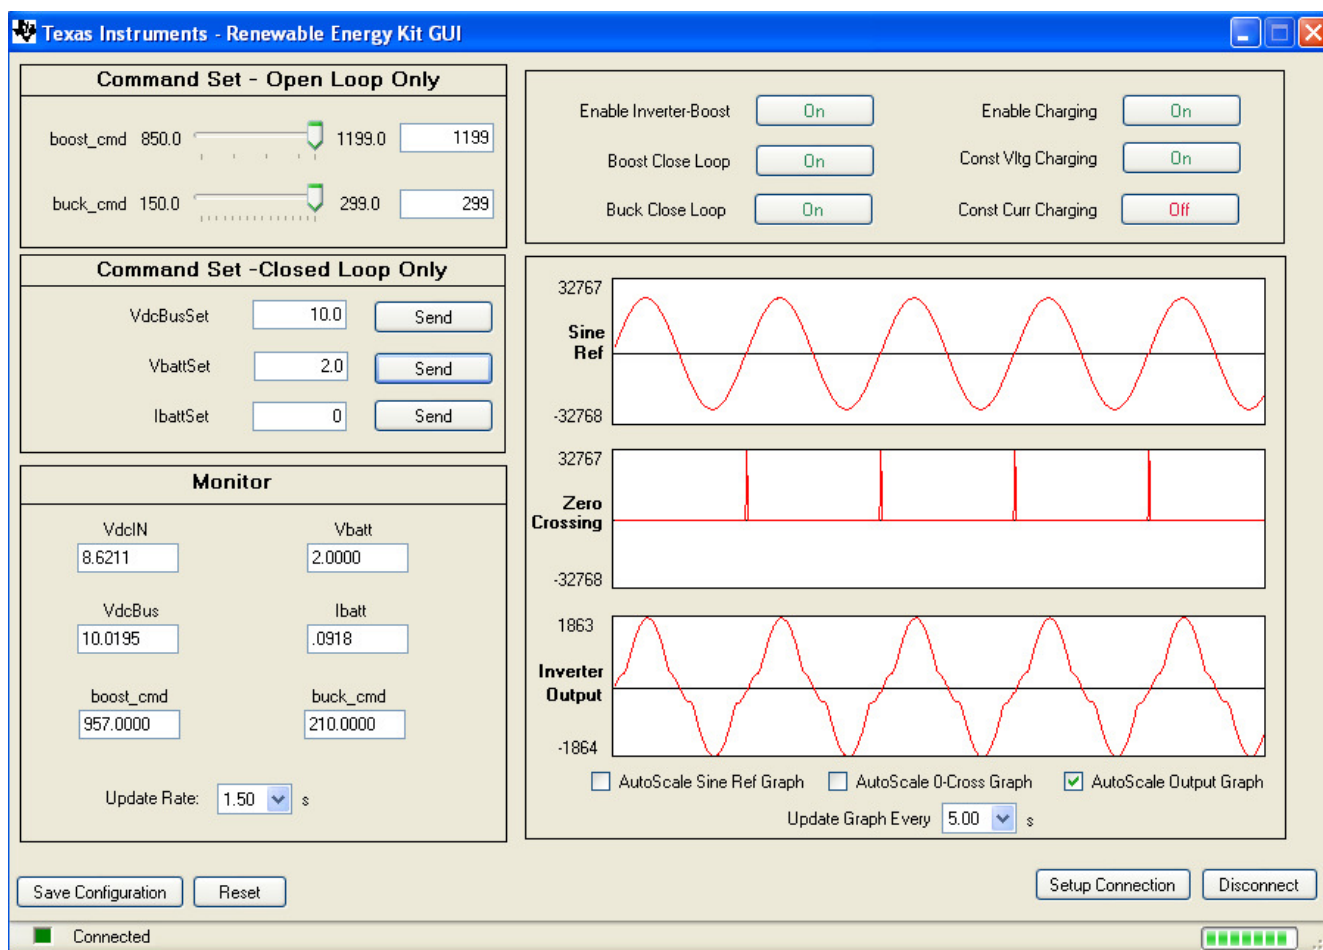 Texas Instruments - Renewable Energy Kit GUI
Command Set - Open Loop Only
boost_cmd 850.0 1199.0 1199
buck_cmd 150.0 299.0 299
Enable Inverter-Boost On
Boost Close Loop On
Buck Close Loop On
Enable Charging On
Const Vltg Charging On
Const Curr Charging Off
Command Set -Closed Loop Only
VdcBusSet 10.0 Send
VbattSet 2.0 Send
IbattSet 0 Send
Monitor
VdcIN Vbatt
8.6211 2.0000
VdcBus Ibatt
10.0195 .0918
boost_cmd buck_cmd
957.0000 210.0000
Update Rate: 1.50 s
32767
Sine
Ref
-32768
32767
Zero
Crossing
-32768
1863
Inverter
Output
-1864
AutoScale Sine Ref Graph AutoScale 0-Cross Graph AutoScale Output Graph
Update Graph Every 5.00 s
Save Configuration Reset
Setup Connection Disconnect
Connected